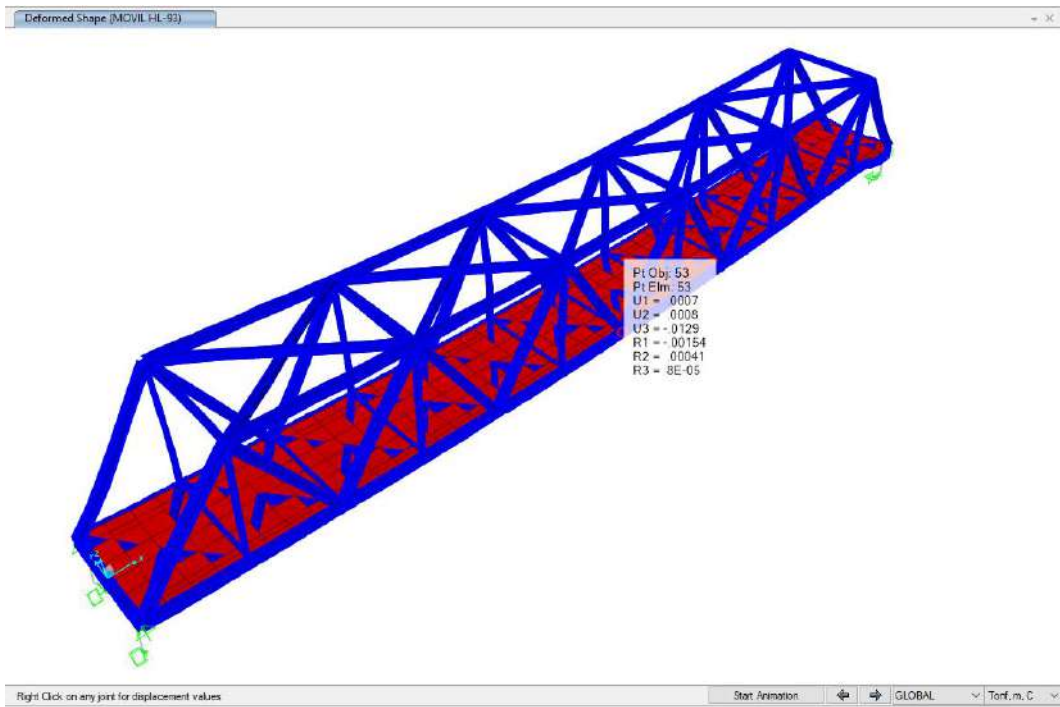 Deformed Shape (MOVIL HL-93)
Pt Obj: 53
Pt Elm: 53
U1 = .0007
U2 = .0008
U3 = -.0129
R1 = -.00154
R2 = .00041
R3 = 8E-05
Right Click on any joint for displacement values
Start Animation
GLOBAL
Tonf, m, C